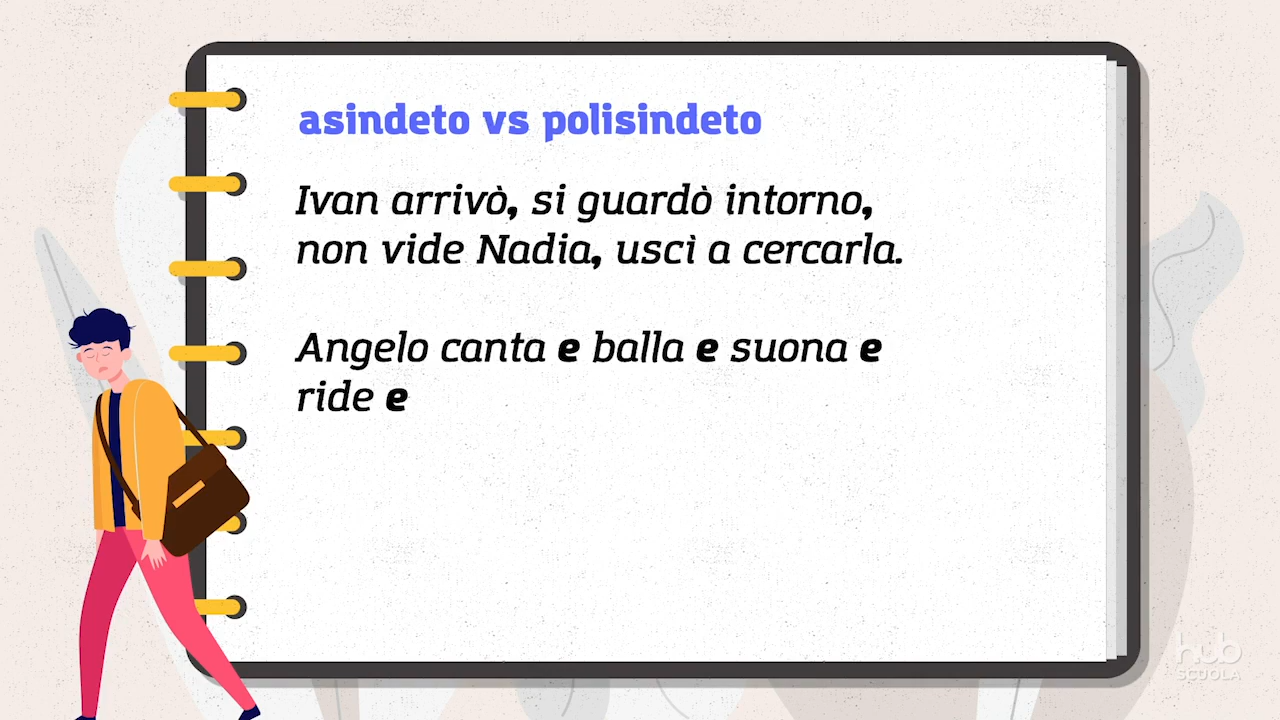 asindeto vs polisindeto
Ivan arrivò, si guardò intorno,
non vide Nadia, uscì a cercarla.
Angelo canta e balla e suona e
ride e
hub
SCUOLA